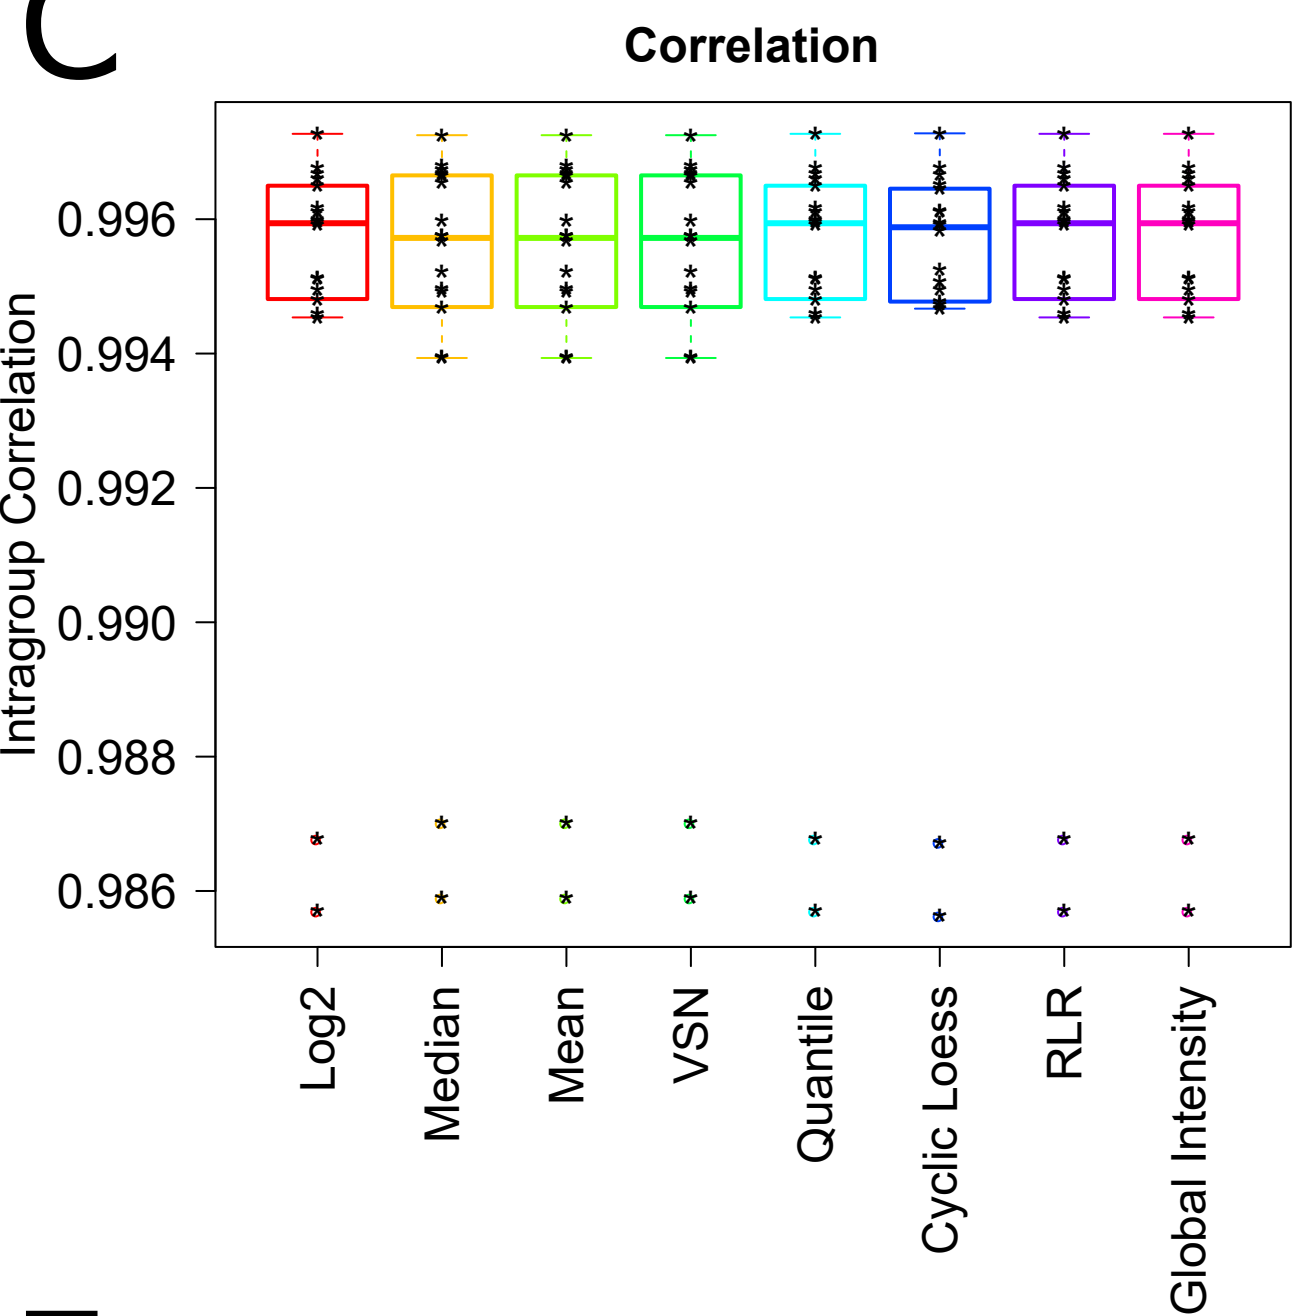 C
Correlation
Intragroup Correlation
0.996
0.994
0.992
0.990
0.988
0.986
Log2
Median
Mean
VSN
Quantile
Cyclic Loess
RLR
Global Intensity